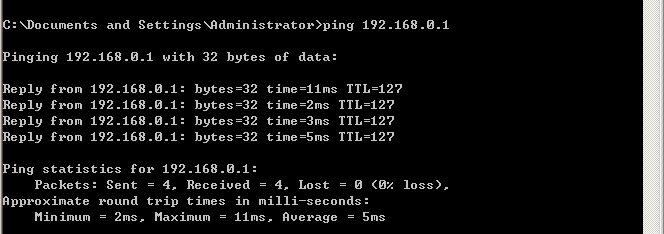 C:\Documents and Settings\Administrator>ping 192.168.0.1
Pinging 192.168.0.1 with 32 bytes of data:
Reply from 192.168.0.1: bytes=32 time=11ms TTL=127
Reply from 192.168.0.1: bytes=32 time=2ms TTL=127
Reply from 192.168.0.1: bytes=32 time=3ms TTL=127
Reply from 192.168.0.1: bytes=32 time=5ms TTL=127
Ping statistics for 192.168.0.1:
    Packets: Sent = 4, Received = 4, Lost = 0 (0% loss),
Approximate round trip times in milli-seconds:
    Minimum = 2ms, Maximum = 11ms, Average = 5ms